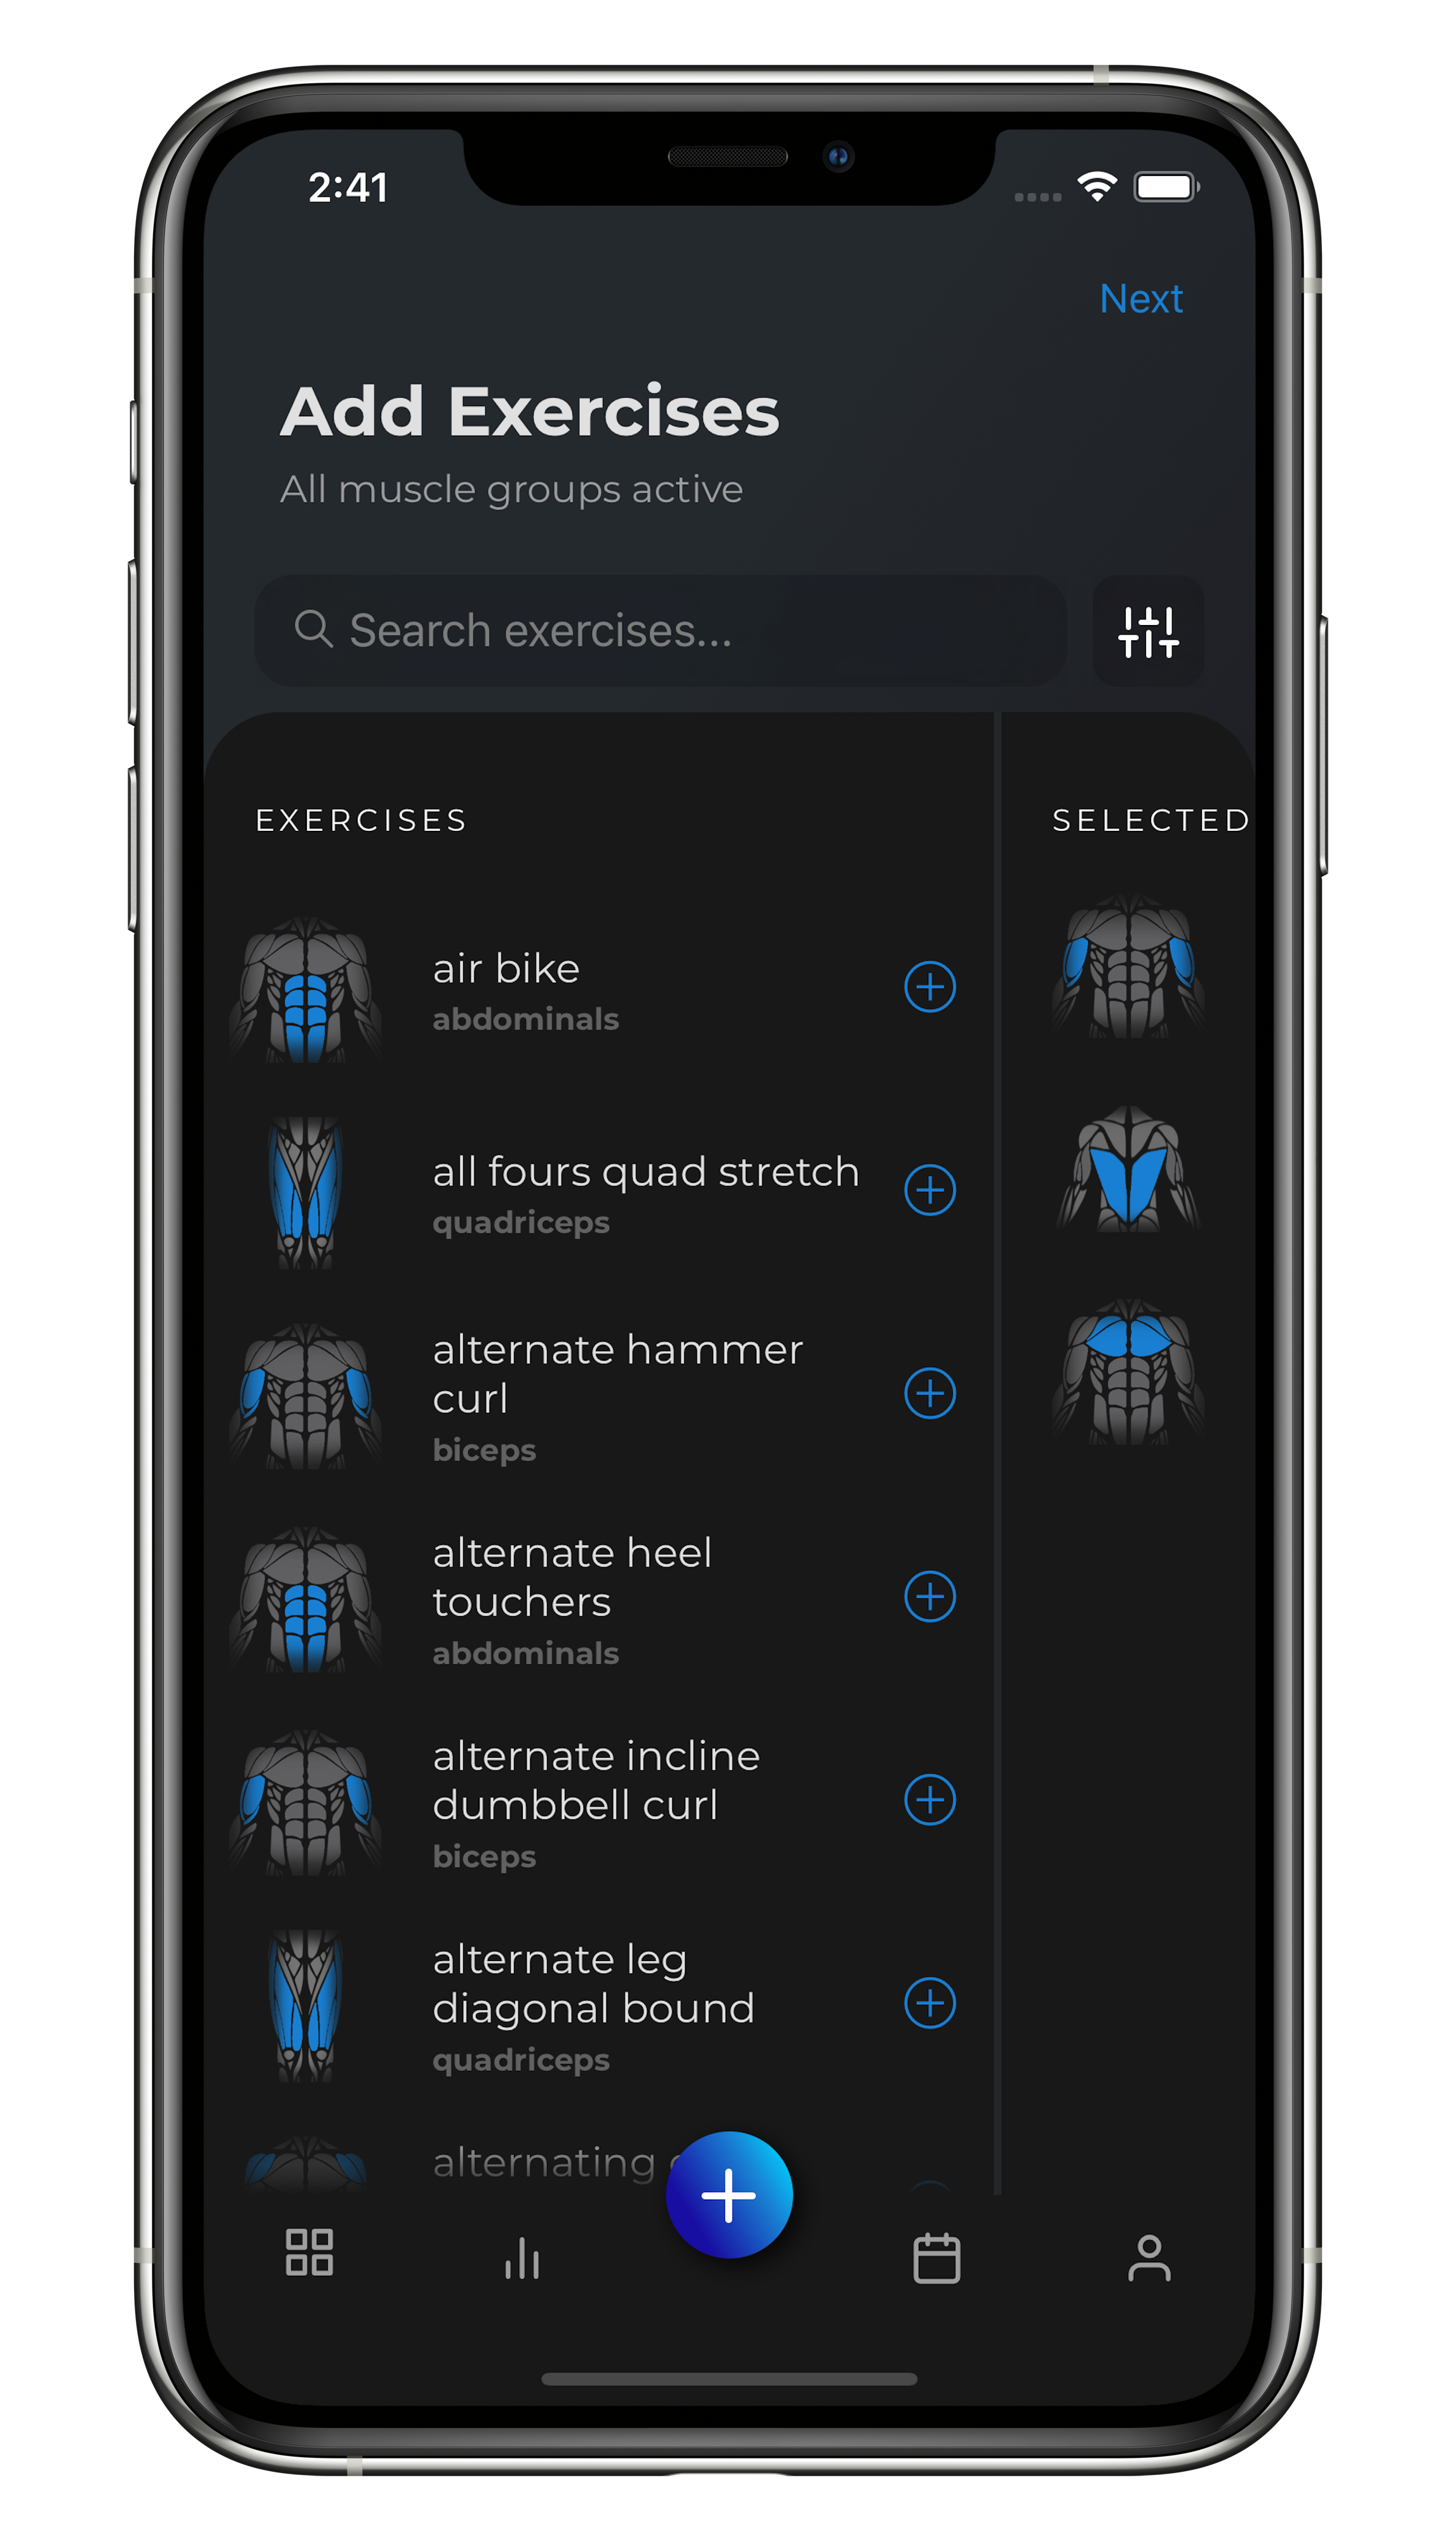 2:41
Next
Add Exercises
All muscle groups active
Search exercises...
EXERCISES
SELECTED
air bike
abdominals
all fours quad stretch
quadriceps
alternate hammer
curl
biceps
alternate heel
touchers
abdominals
alternate incline
dumbbell curl
biceps
alternate leg
diagonal bound
quadriceps
alternating